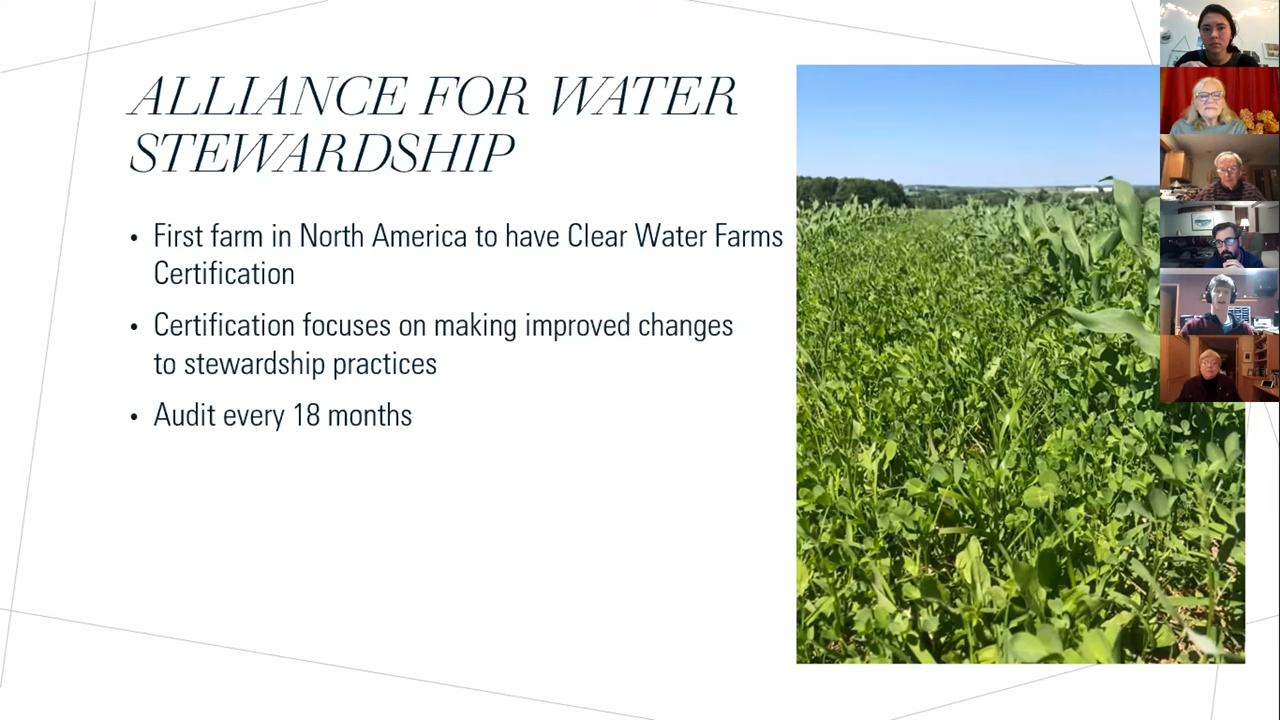 ALLIANCE FOR WATER
STEWARDSHIP
• First farm in North America to have Clear Water Farms
Certification
• Certification focuses on making improved changes
to stewardship practices
• Audit every 18 months